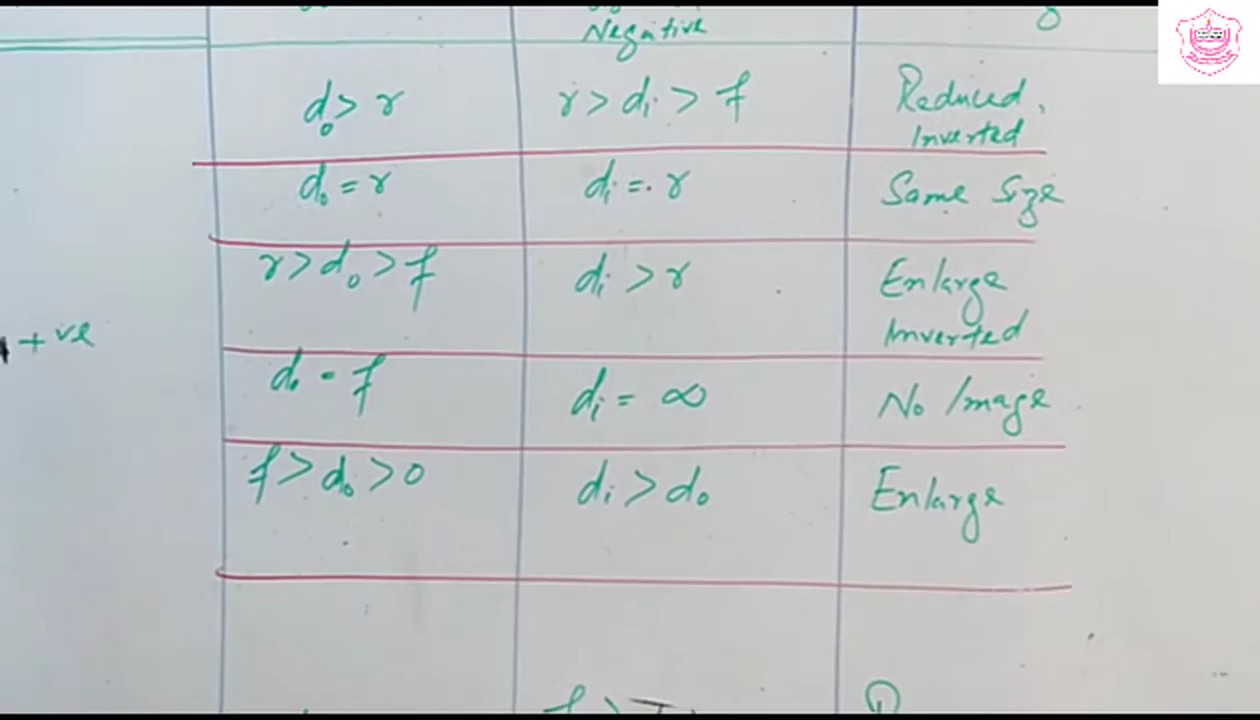 Negative
do > r r > di > f Reduced,
Inverted
do = r di = r Same Size
r > do > f di > r Enlarge
Inverted
+ve
do = f di = ∞ No Image
f > do > 0 di > do Enlarge